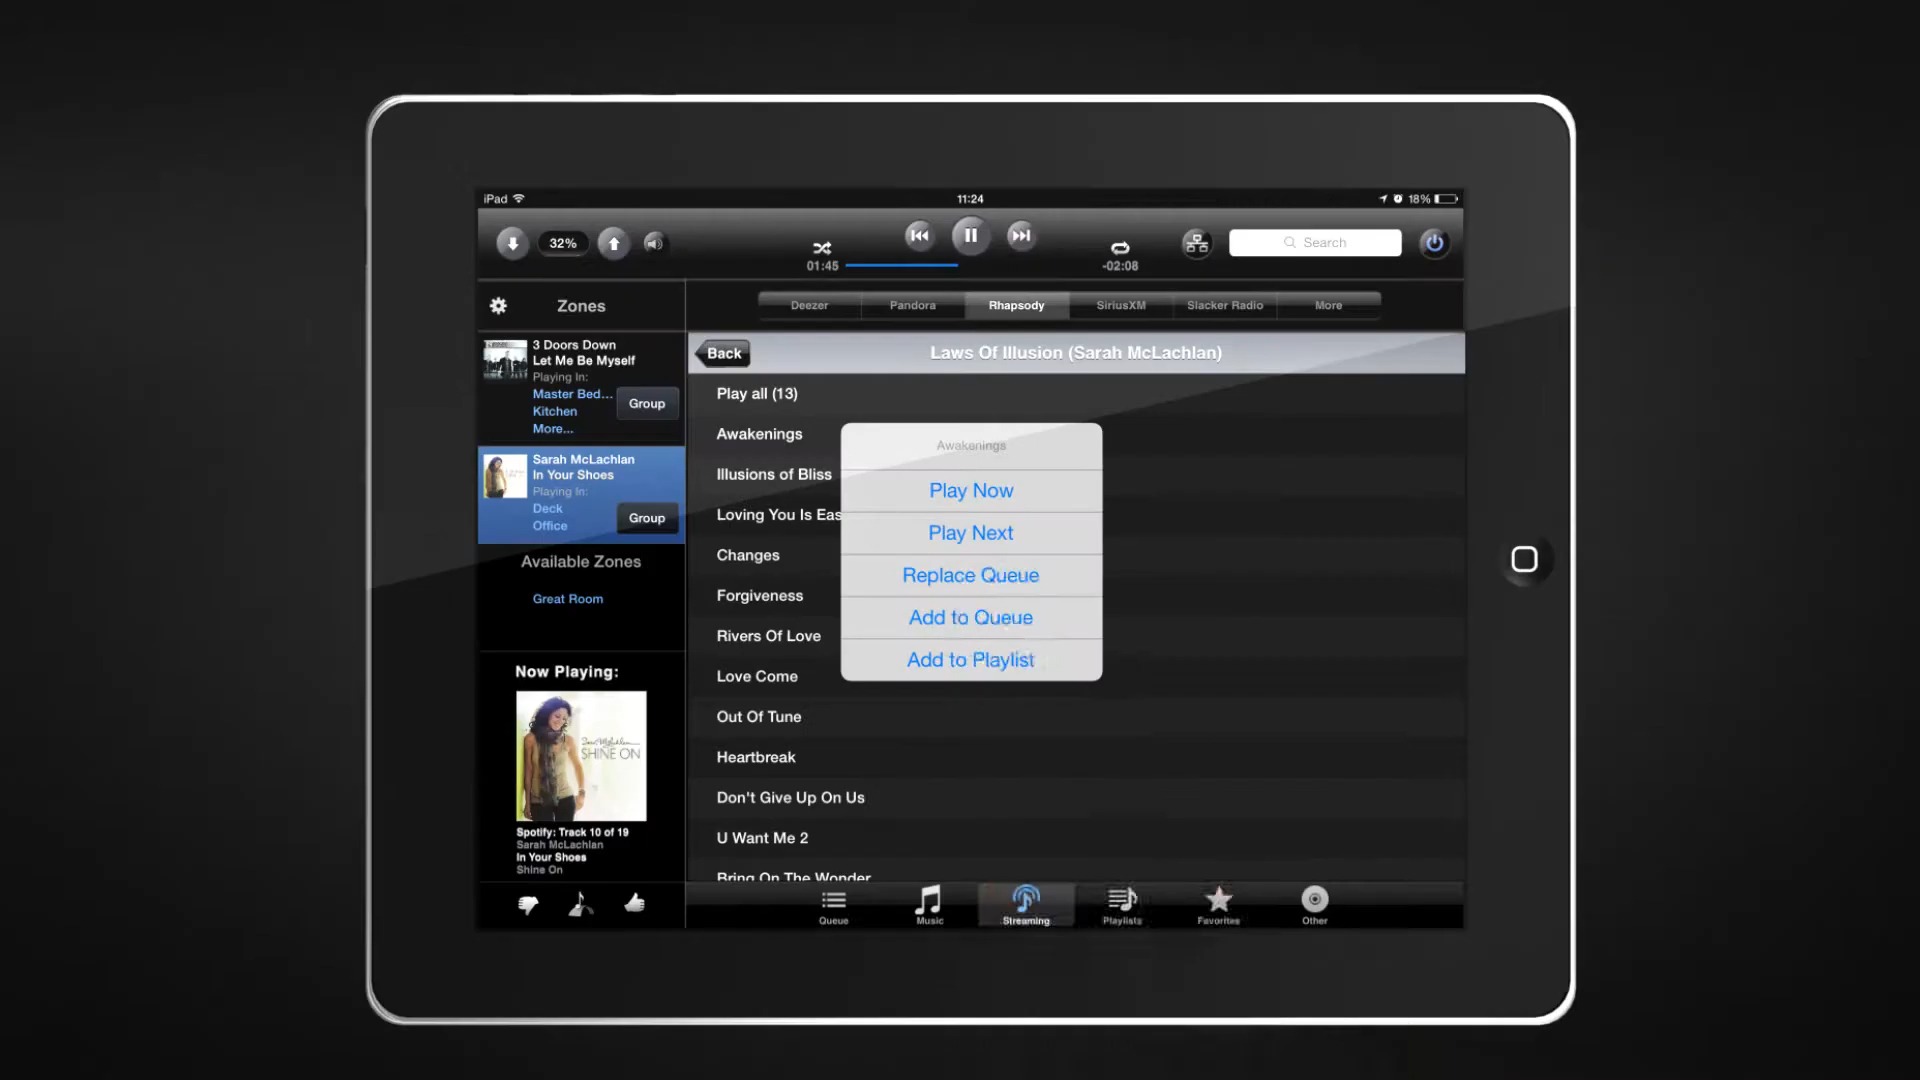 iPad
11:24
18%
32%
01:45
-02:08
Search
Zones
Deezer
Pandora
Rhapsody
SiriusXM
Slacker Radio
More
3 Doors Down
Let Me Be Myself
Playing In:
Master Bed...
Kitchen
More...
Group
Sarah McLachlan
In Your Shoes
Playing In:
Deck
Office
Group
Available Zones
Great Room
Now Playing:
Sarah McLachlan
SHINE ON
Spotify: Track 10 of 19
Sarah McLachlan
In Your Shoes
Shine On
Back
Laws Of Illusion (Sarah McLachlan)
Play all (13)
Awakenings
Illusions of Bliss
Loving You Is Eas
Changes
Forgiveness
Rivers Of Love
Love Come
Out Of Tune
Heartbreak
Don't Give Up On Us
U Want Me 2
Bring On The Wonder
Awakenings
Play Now
Play Next
Replace Queue
Add to Queue
Add to Playlist
Queue
Music
Streaming
Playlists
Favorites
Other